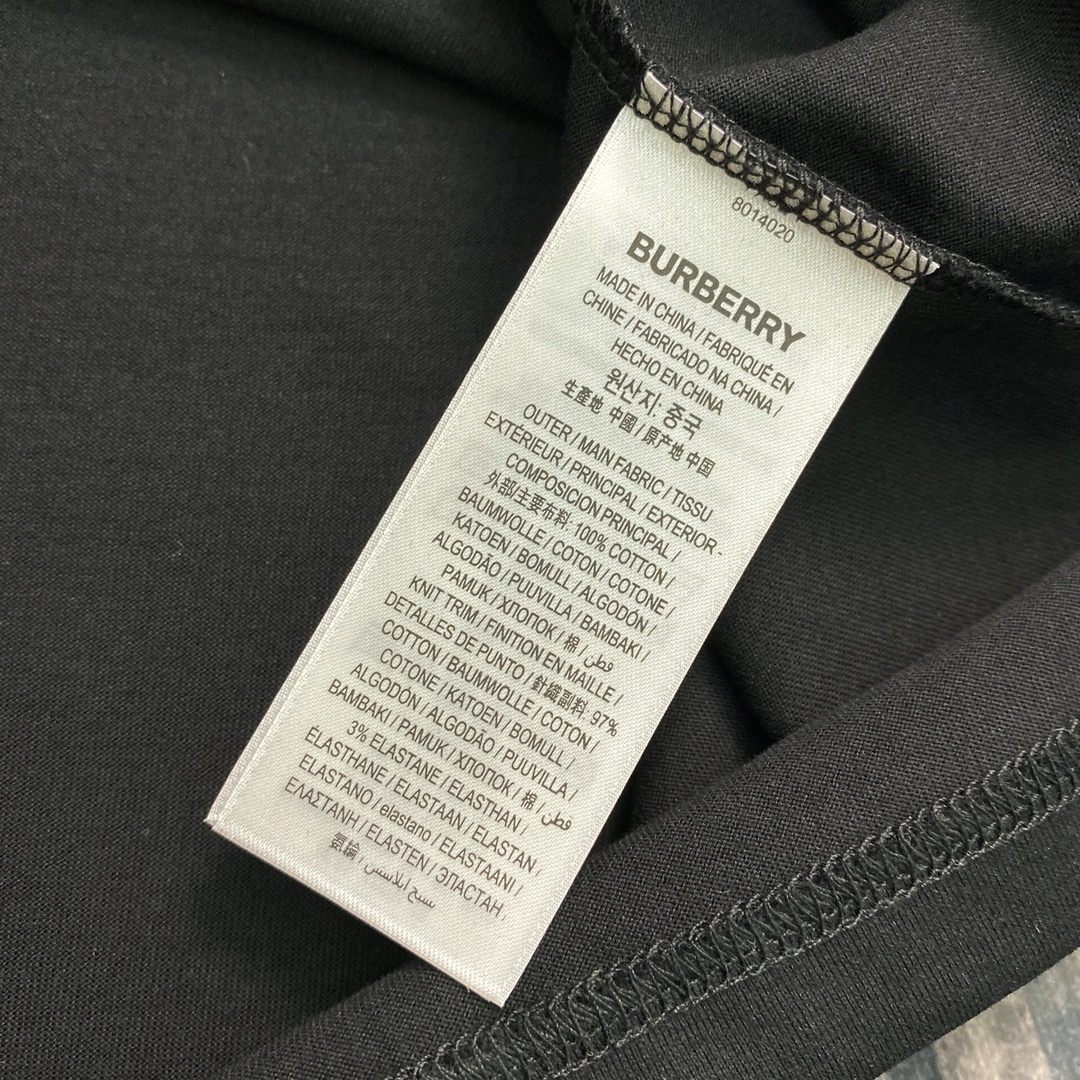 8014020
BURBERRY
MADE IN CHINA / FABRIQUÉ EN
CHINE / FABRICADO NA CHINA /
HECHO EN CHINA
원산지: 중국
生產地 中國 / 原产地 中国
OUTER / MAIN FABRIC / TISSU
EXTÉRIEUR / PRINCIPAL / EXTERIOR -
COMPOSICION PRINCIPAL /
外部/主要布料: 100% COTTON /
BAUMWOLLE / COTON / COTONE /
KATOEN / BOMULL / ALGODÓN /
ALGODÃO / PUUVILLA / BAMBAKI /
PAMUK / ХЛОПОК / 棉 / قطن
KNIT TRIM / FINITION EN MAILLE /
DETALLES DE PUNTO / 針織副料: 97%
COTTON / BAUMWOLLE / COTON /
COTONE / KATOEN / BOMULL /
ALGODÓN / ALGODÃO / PUUVILLA /
BAMBAKI / PAMUK / ХЛОПОК / 棉 / قطن
3% ELASTANE / ELASTHAN /
ÉLASTHANE / ELASTAAN / ELASTAN /
ELASTANO / elastano / ELASTAANI /
ΕΛΑΣΤΑΝΗ / ELASTEN / ЭЛАСТАН,
氨綸 / نسيج ايلاستس